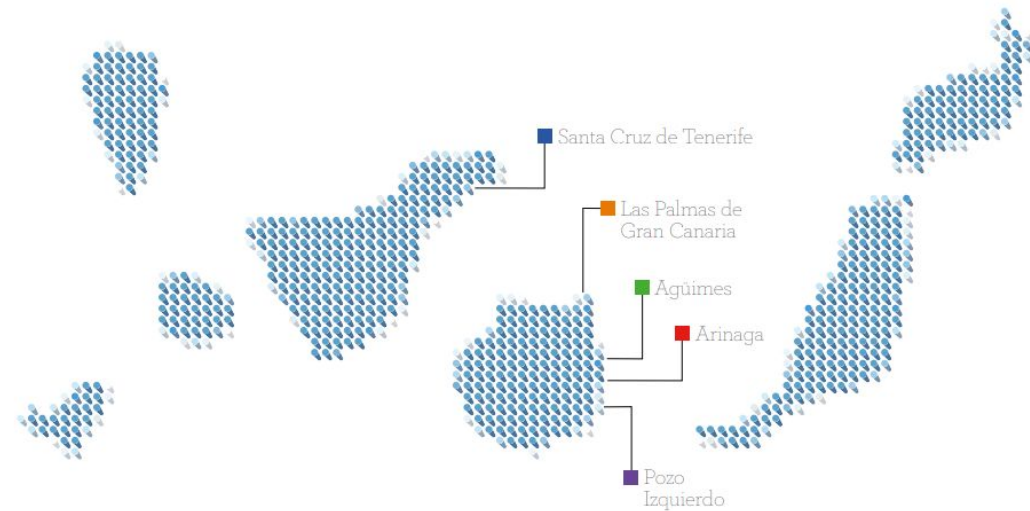 Santa Cruz de Tenerife
Las Palmas de
Gran Canaria
Agüimes
Arinaga
Pozo
Izquierdo